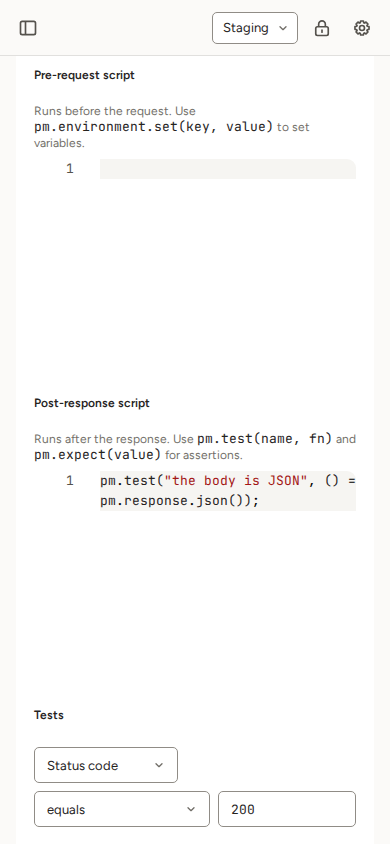 Staging
Pre-request script
Runs before the request. Use
pm.environment.set(key, value) to set
variables.
1
Post-response script
Runs after the response. Use pm.test(name, fn) and
pm.expect(value) for assertions.
1 pm.test("the body is JSON", () =
pm.response.json());
Tests
Status code
equals 200